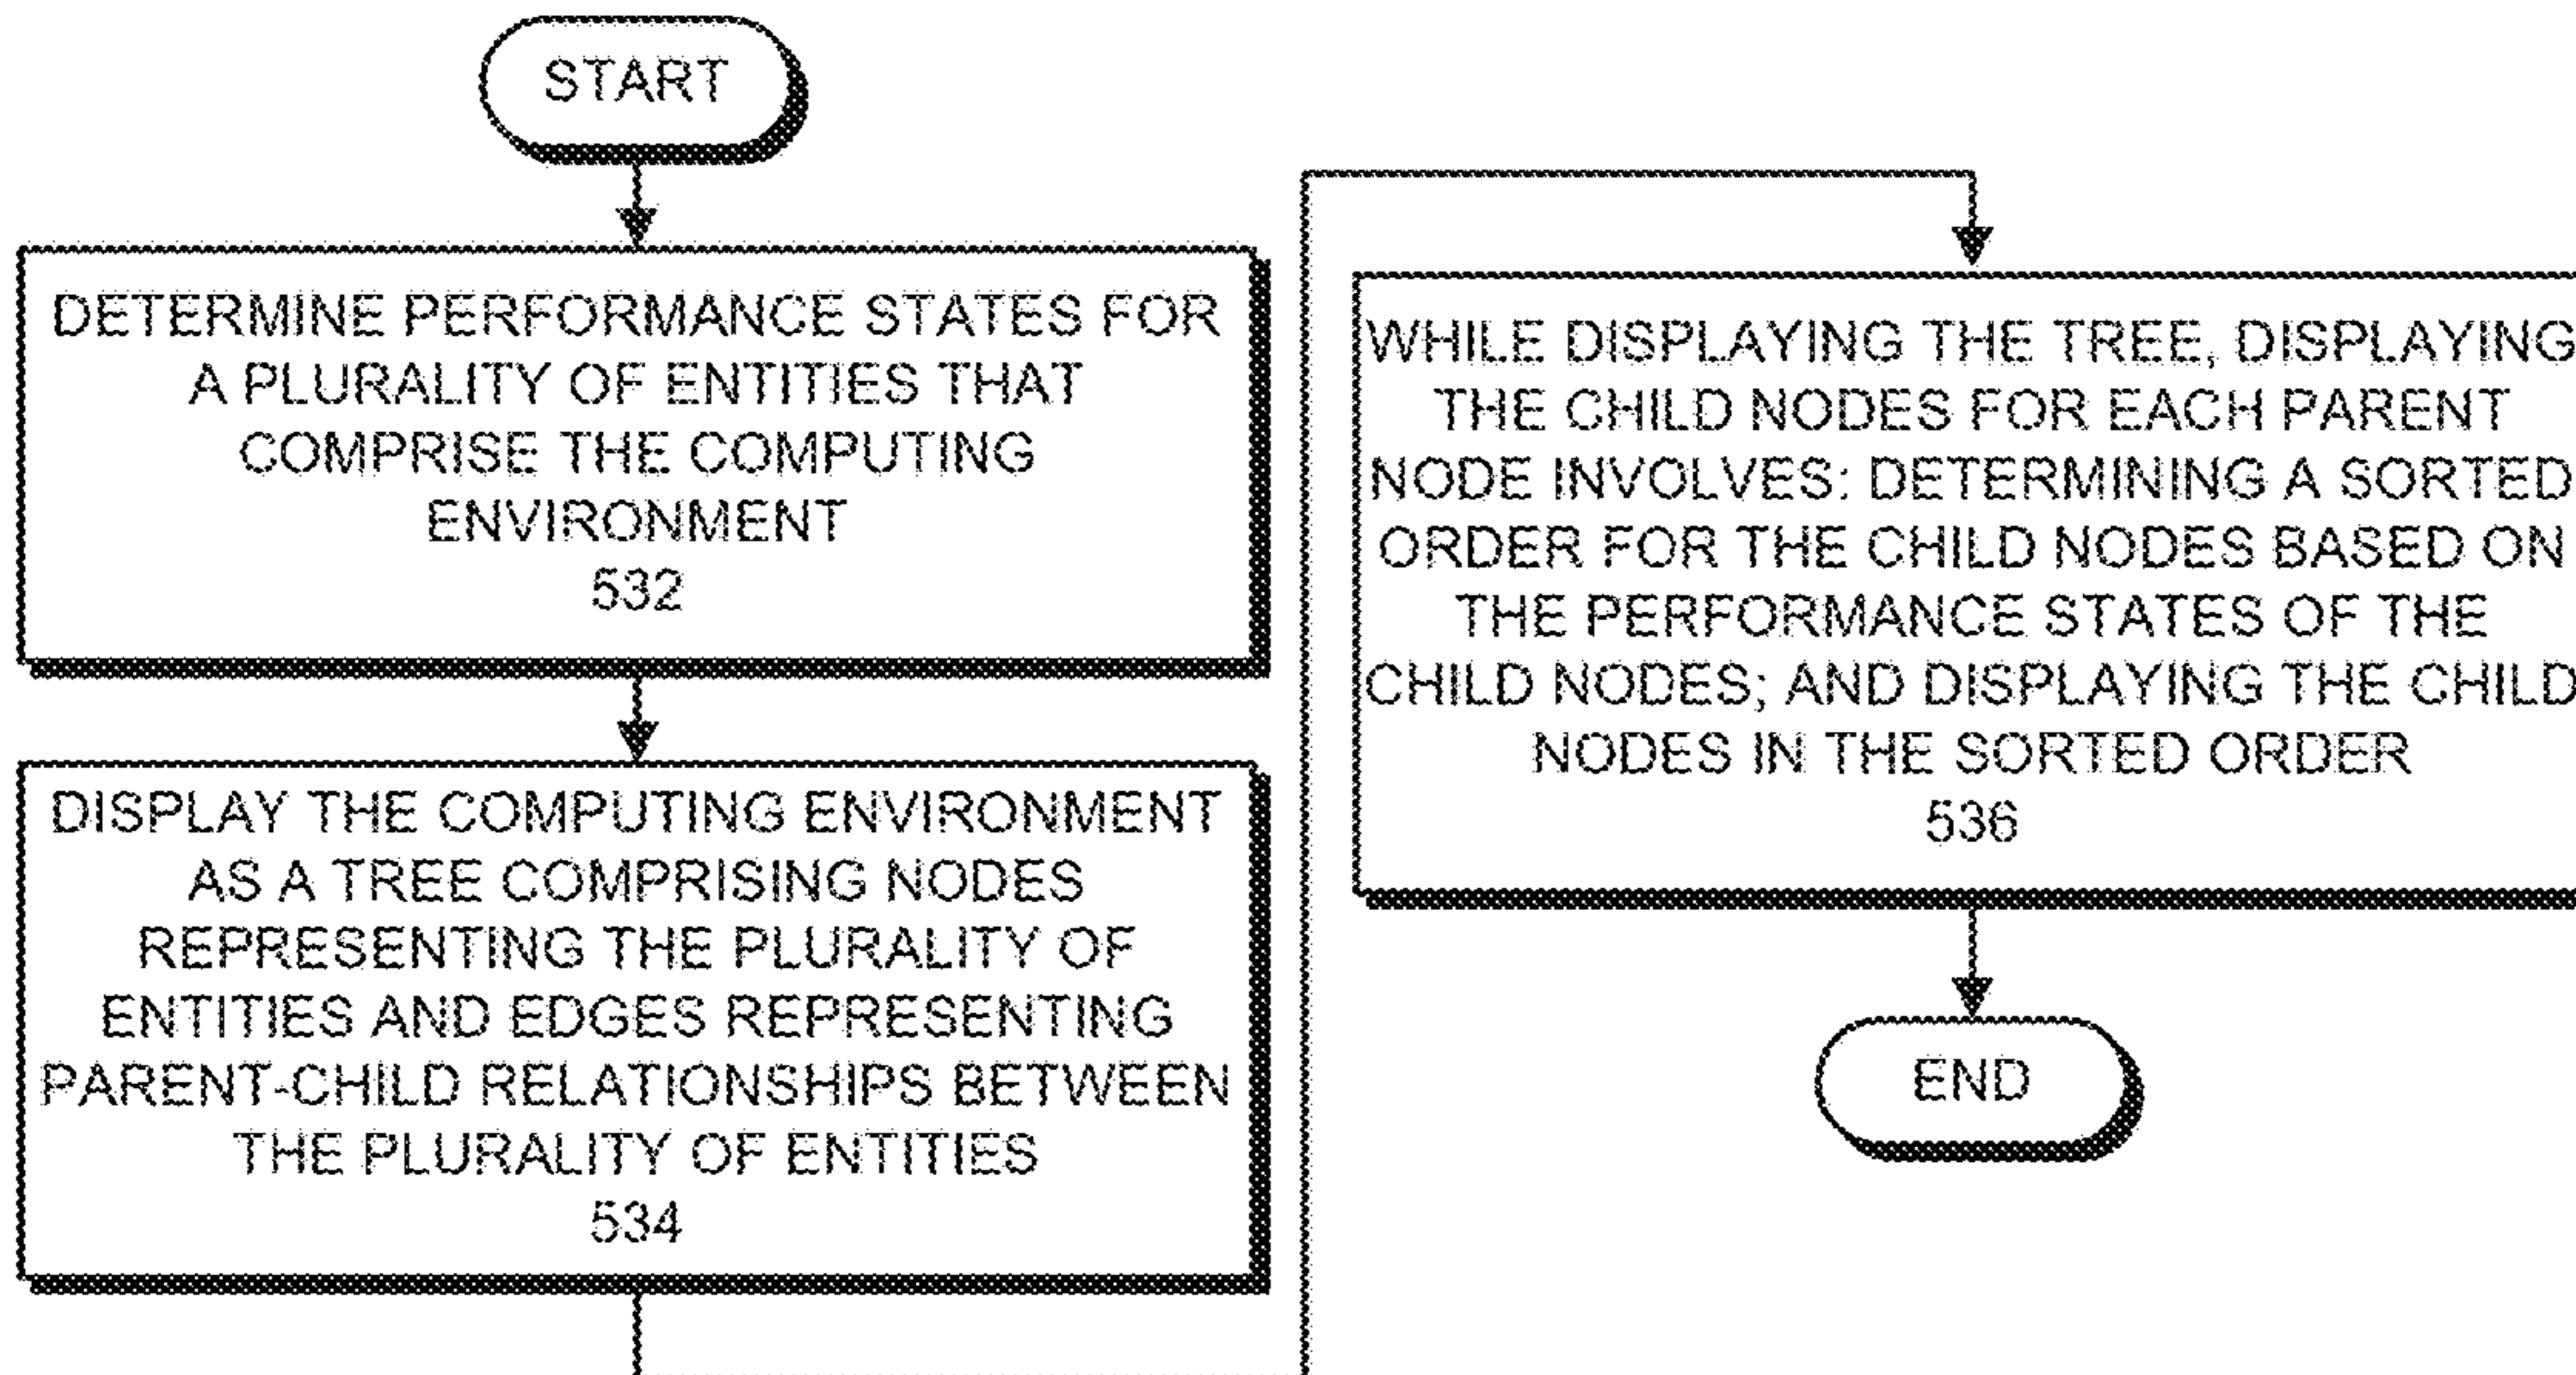 START
DETERMINE PERFORMANCE STATES FOR
A PLURALITY OF ENTITIES THAT
COMPRISE THE COMPUTING
ENVIRONMENT
532
DISPLAY THE COMPUTING ENVIRONMENT
AS A TREE COMPRISING NODES
REPRESENTING THE PLURALITY OF
ENTITIES AND EDGES REPRESENTING
PARENT-CHILD RELATIONSHIPS BETWEEN
THE PLURALITY OF ENTITIES
534
WHILE DISPLAYING THE TREE, DISPLAYING
THE CHILD NODES FOR EACH PARENT
NODE INVOLVES: DETERMINING A SORTED
ORDER FOR THE CHILD NODES BASED ON
THE PERFORMANCE STATES OF THE
CHILD NODES; AND DISPLAYING THE CHILD
NODES IN THE SORTED ORDER
536
END